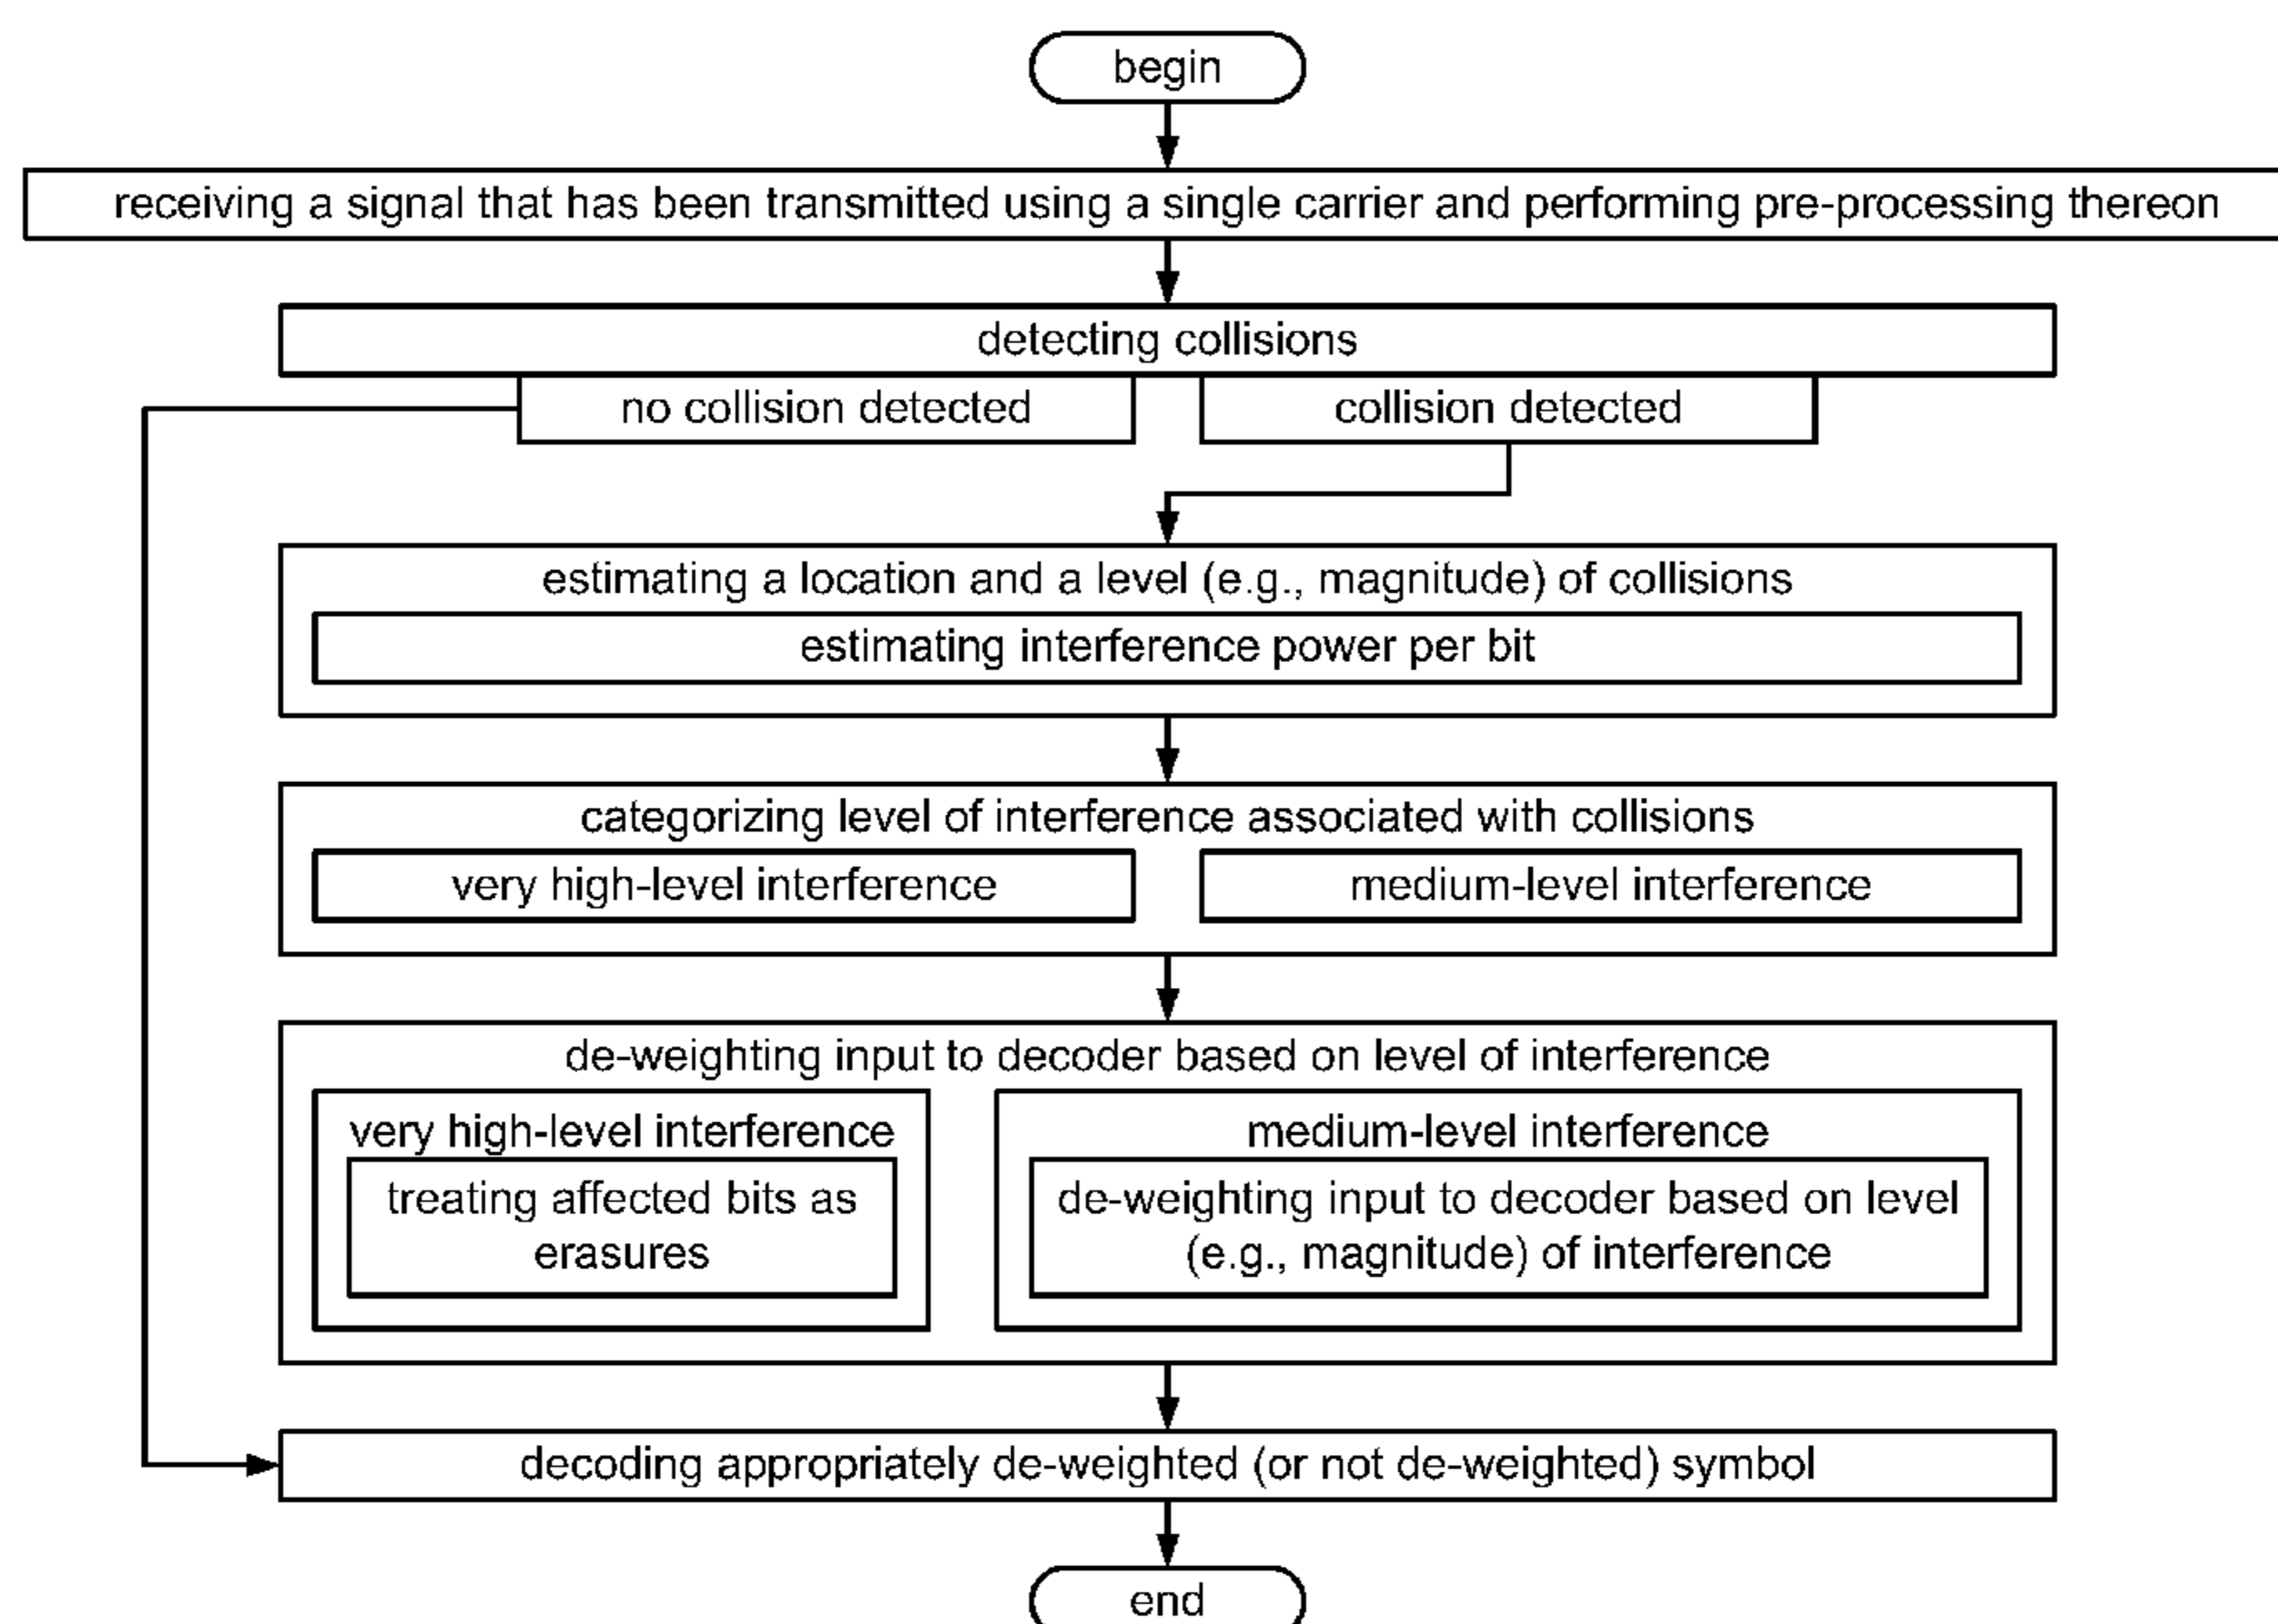 begin
receiving a signal that has been transmitted using a single carrier and performing pre-processing thereon
detecting collisions
no collision detected
collision detected
estimating a location and a level (e.g., magnitude) of collisions
estimating interference power per bit
categorizing level of interference associated with collisions
very high-level interference
medium-level interference
de-weighting input to decoder based on level of interference
very high-level interference
treating affected bits as
erasures
medium-level interference
de-weighting input to decoder based on level
(e.g., magnitude) of interference
decoding appropriately de-weighted (or not de-weighted) symbol
end